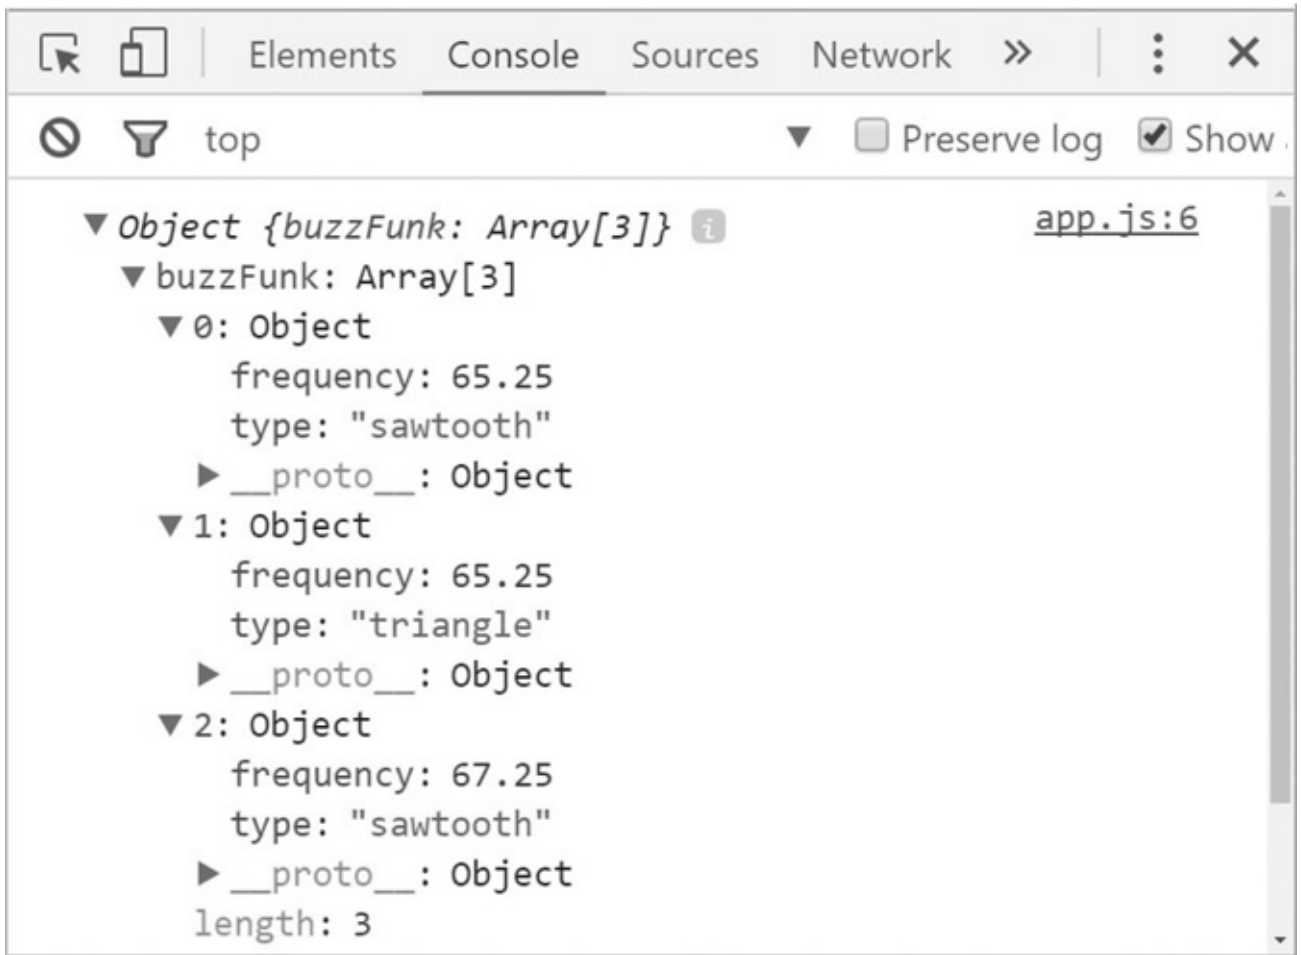 Elements Console Sources Network »
top ▼ Preserve log Show
▼ Object {buzzFunk: Array[3]} i app.js:6
▼ buzzFunk: Array[3]
▼ 0: Object
frequency: 65.25
type: "sawtooth"
▶ __proto__: Object
▼ 1: Object
frequency: 65.25
type: "triangle"
▶ __proto__: Object
▼ 2: Object
frequency: 67.25
type: "sawtooth"
▶ __proto__: Object
length: 3